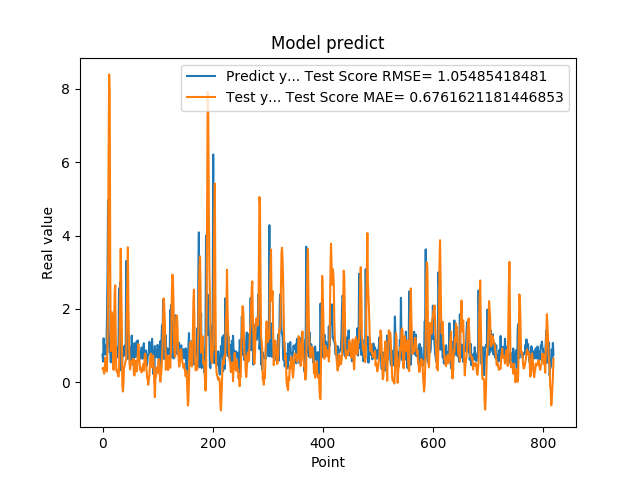 Model predict
Predict y... Test Score RMSE= 1.05485418481
Test y... Test Score MAE= 0.6761621181446853
8
6
4
2
0
Real value
0 200 400 600 800
Point